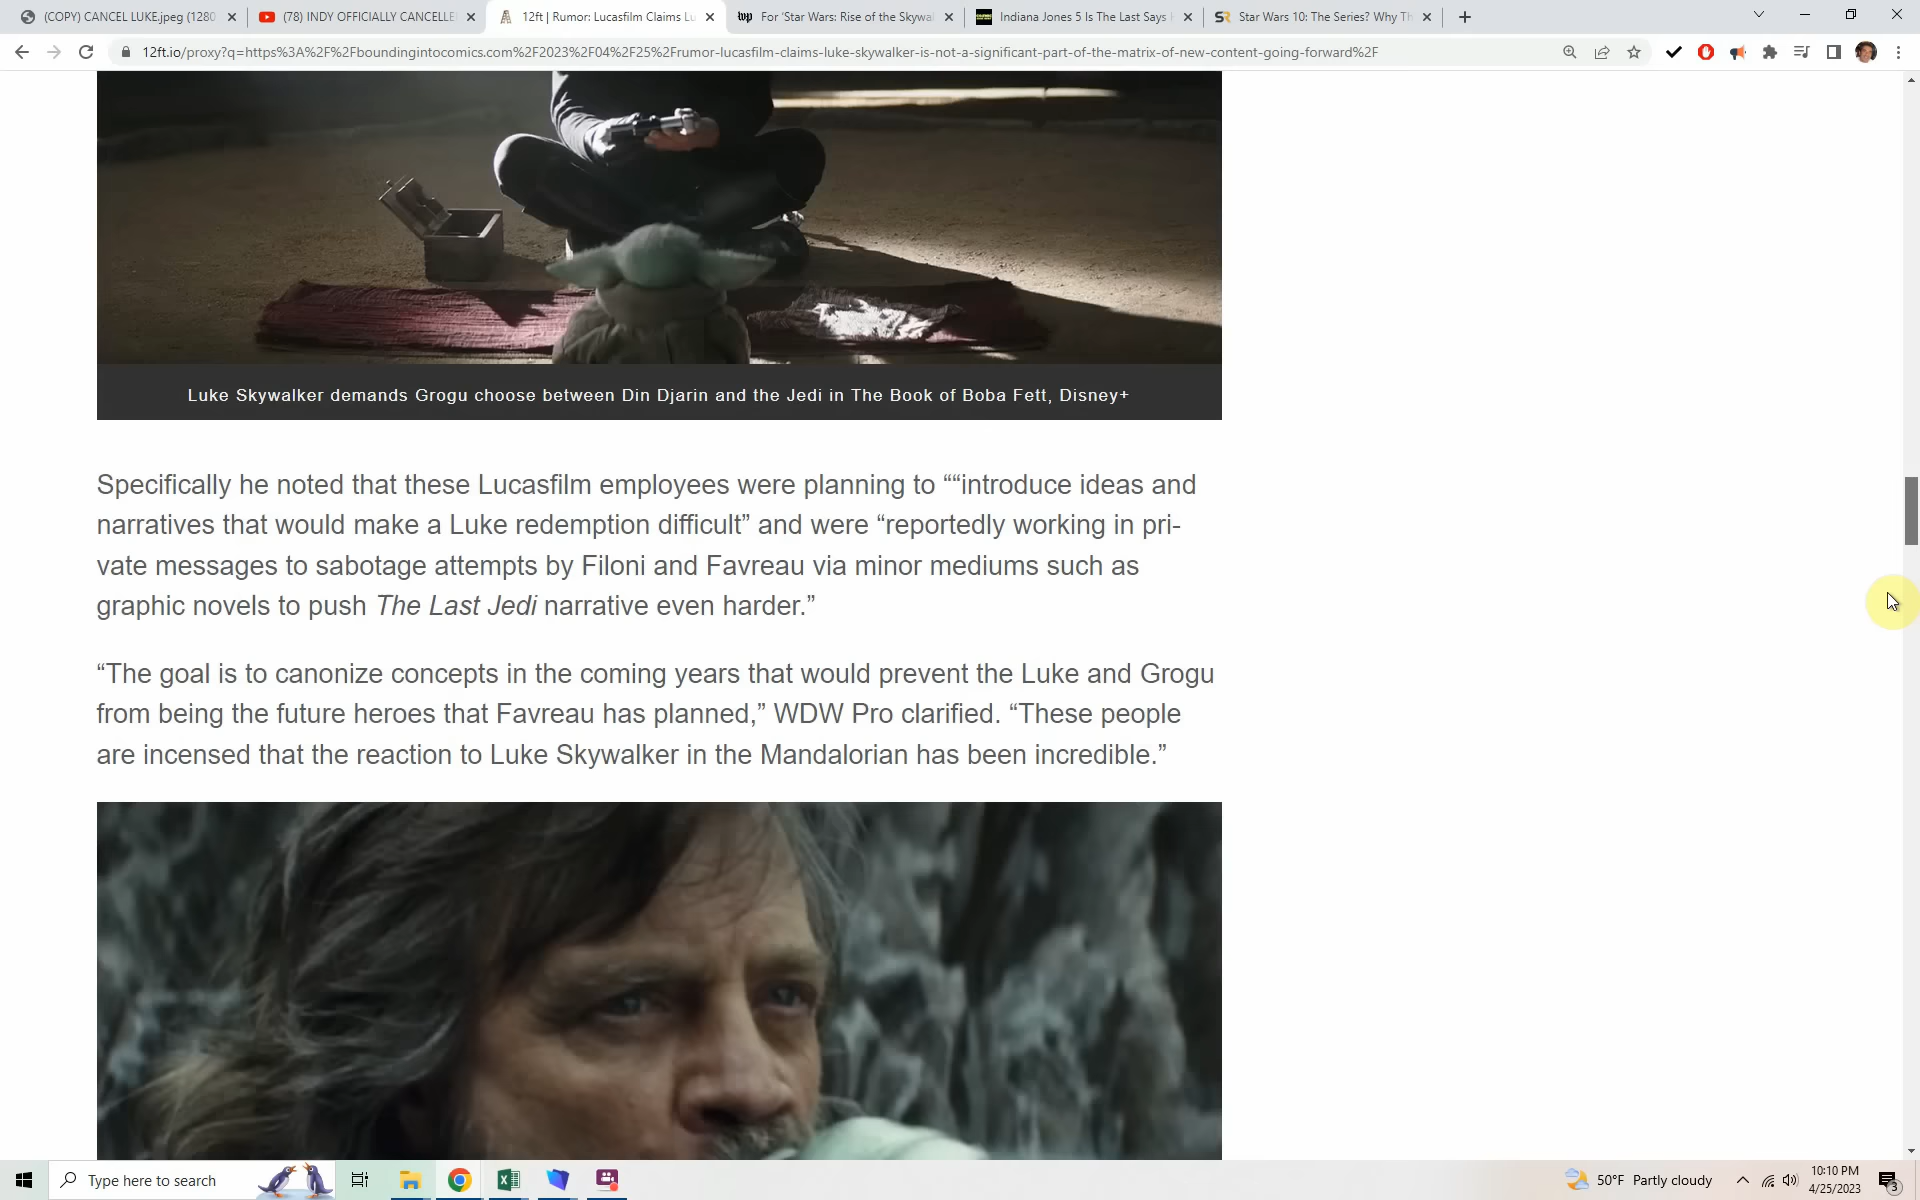 (COPY) CANCEL LUKE.jpeg (1280
(78) INDY OFFICIALLY CANCELLE
12ft | Rumor: Lucasfilm Claims Lu
For 'Star Wars: Rise of the Skywal
Indiana Jones 5 Is The Last Says
Star Wars 10: The Series? Why Th
12ft.io/proxy?q=https%3A%2F%2Fboundingintocomics.com%2F2023%2F04%2F25%2Frumor-lucasfilm-claims-luke-skywalker-is-not-a-significant-part-of-the-matrix-of-new-content-going-forward%2F
Luke Skywalker demands Grogu choose between Din Djarin and the Jedi in The Book of Boba Fett, Disney+
Specifically he noted that these Lucasfilm employees were planning to ““introduce ideas and
narratives that would make a Luke redemption difficult” and were “reportedly working in pri-
vate messages to sabotage attempts by Filoni and Favreau via minor mediums such as
graphic novels to push The Last Jedi narrative even harder.”
“The goal is to canonize concepts in the coming years that would prevent the Luke and Grogu
from being the future heroes that Favreau has planned,” WDW Pro clarified. “These people
are incensed that the reaction to Luke Skywalker in the Mandalorian has been incredible.”
Type here to search
50°F Partly cloudy
10:10 PM
4/25/2023
3